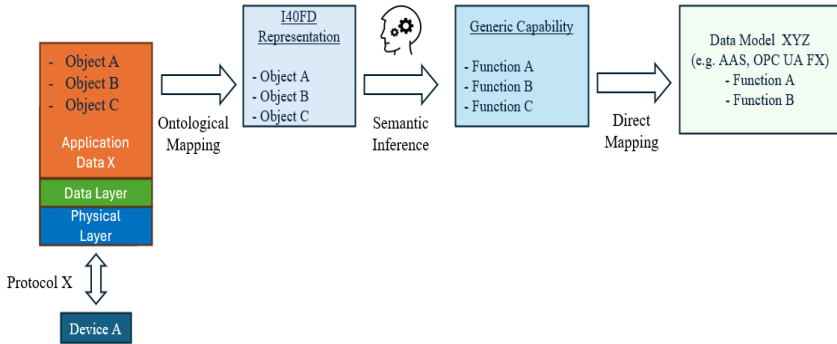 - Object A
- Object B
- Object C
Application
Data X
Data Layer
Physical
Layer
Protocol X
Device A
Ontological
Mapping
I40FD
Representation
- Object A
- Object B
- Object C
Semantic
Inference
Generic Capability
- Function A
- Function B
- Function C
Direct
Mapping
Data Model XYZ
(e.g. AAS, OPC UA FX)
- Function A
- Function B